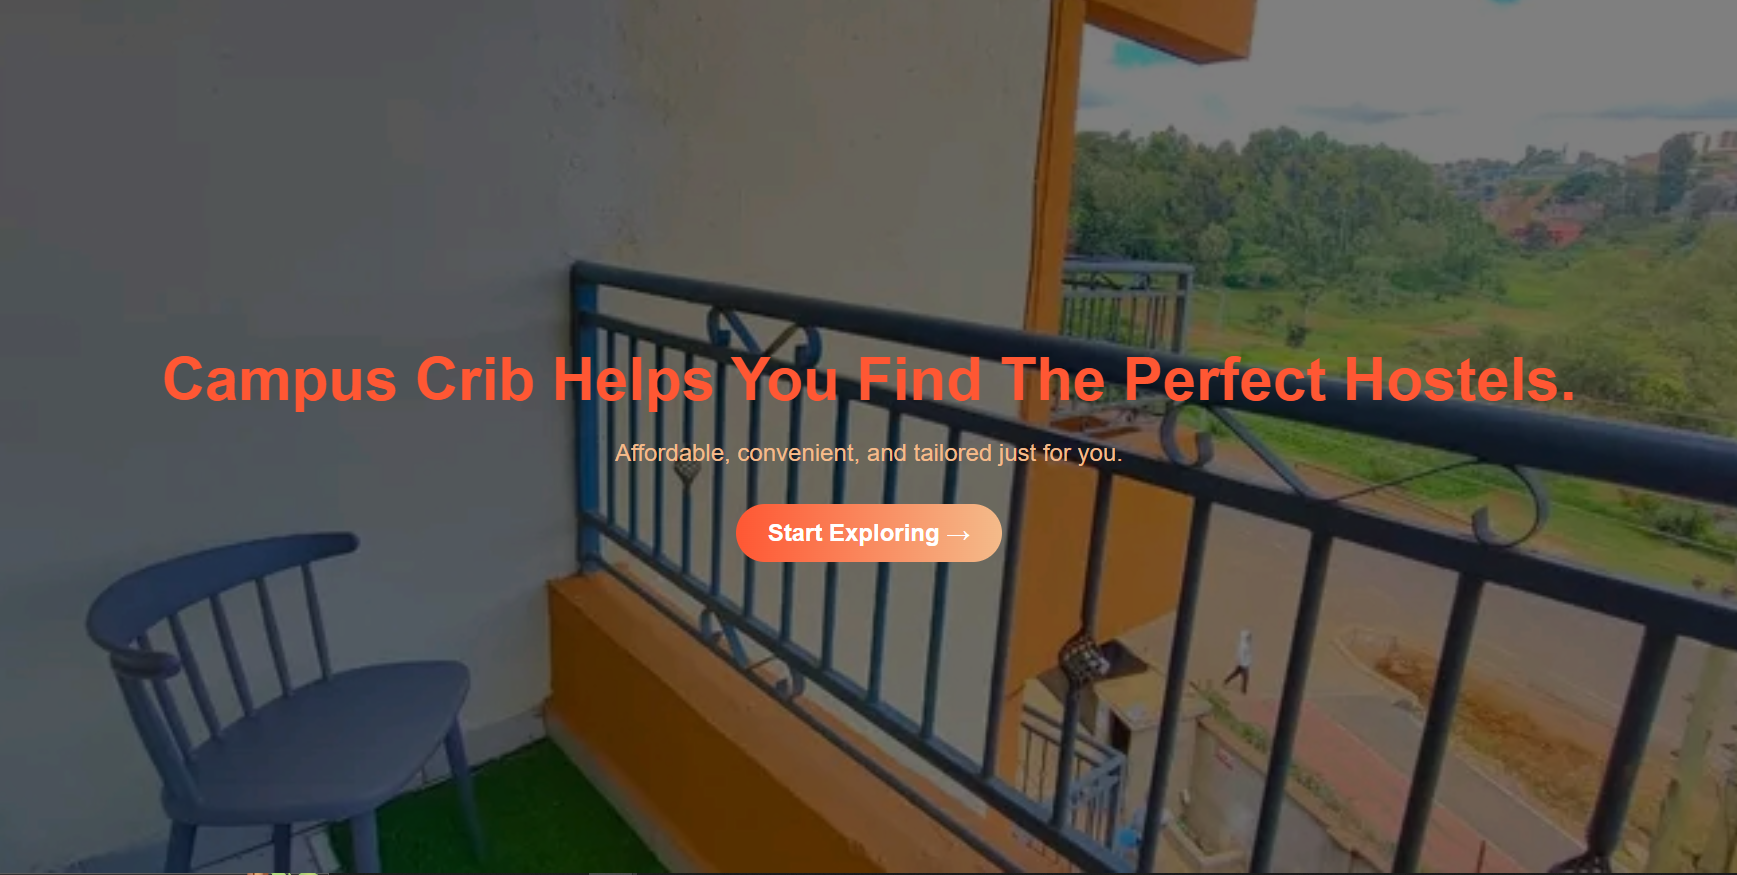 Campus Crib Helps You Find The Perfect Hostels.
Affordable, convenient, and tailored just for you.
Start Exploring →